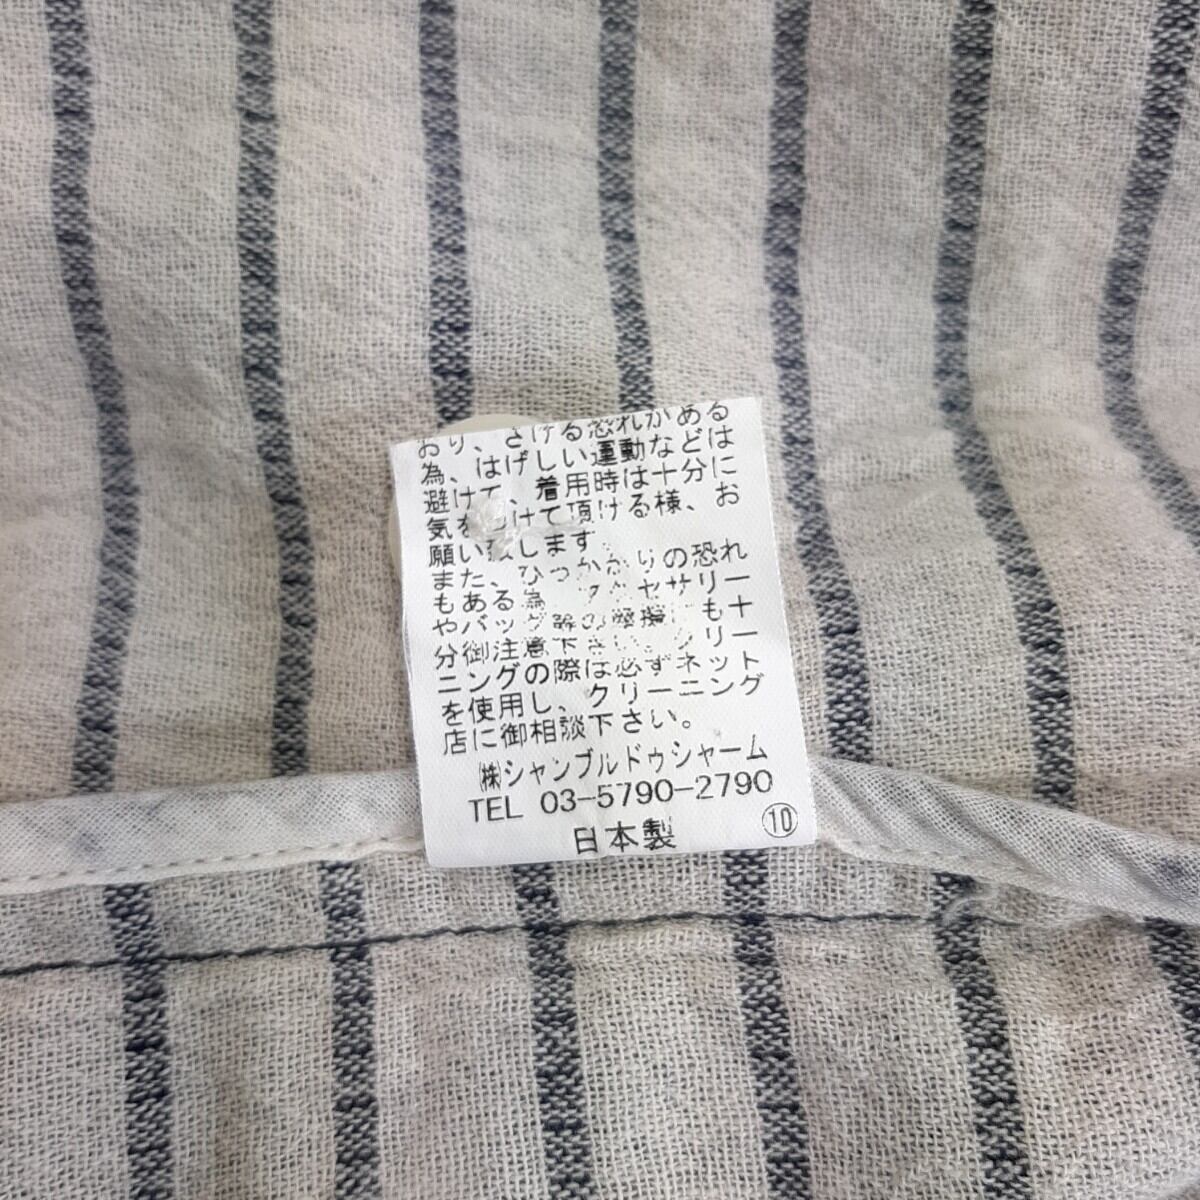 おり、さける恐れがある
為、はげしい運動などは
避けて、着用時は十分に
気をつけて頂ける様、お
願い致します。
また、ひっかかりの恐れ
もある為 アクセサリー
やバッグ等の摩擦にも十
分御注意下さい。クリー
ニングの際は必ずネット
を使用し、クリーニング
店に御相談下さい。
㈱シャンブルドゥシャーム
TEL 03-5790-2790
日本製 ⑩